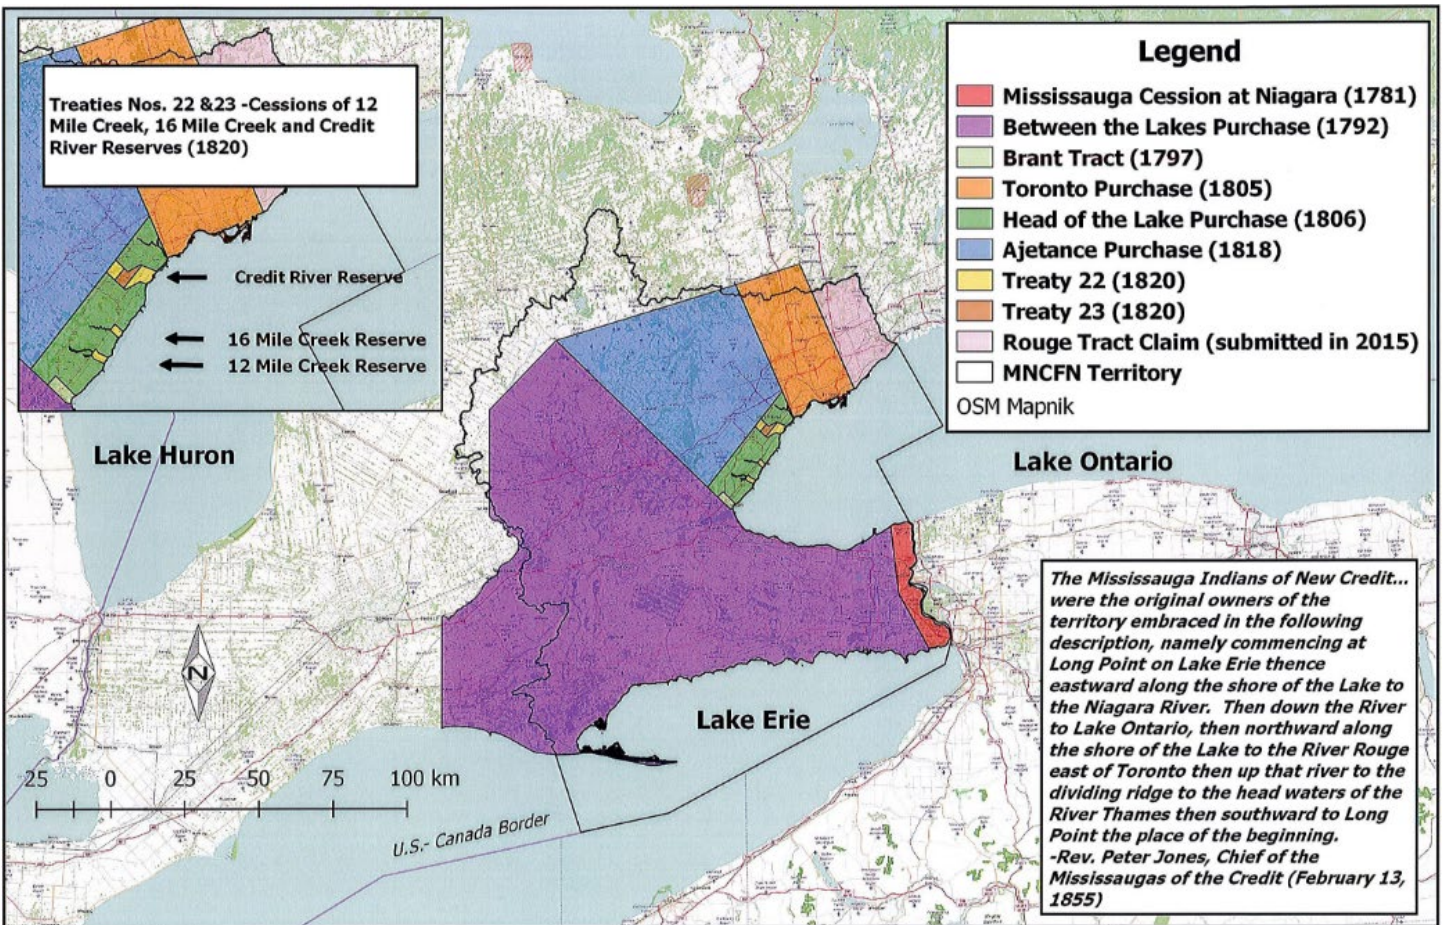 Treaties Nos. 22 &23 -Cessions of 12
Mile Creek, 16 Mile Creek and Credit
River Reserves (1820)
Credit River Reserve
16 Mile Creek Reserve
12 Mile Creek Reserve
Legend
Mississauga Cession at Niagara (1781)
Between the Lakes Purchase (1792)
Brant Tract (1797)
Toronto Purchase (1805)
Head of the Lake Purchase (1806)
Ajetance Purchase (1818)
Treaty 22 (1820)
Treaty 23 (1820)
Rouge Tract Claim (submitted in 2015)
MNCFN Territory
OSM Mapnik
Lake Huron
Lake Ontario
Lake Erie
N
25 0 25 50 75 100 km
U.S.- Canada Border
The Mississauga Indians of New Credit...
were the original owners of the
territory embraced in the following
description, namely commencing at
Long Point on Lake Erie thence
eastward along the shore of the Lake to
the Niagara River. Then down the River
to Lake Ontario, then northward along
the shore of the Lake to the River Rouge
east of Toronto then up that river to the
dividing ridge to the head waters of the
River Thames then southward to Long
Point the place of the beginning.
-Rev. Peter Jones, Chief of the
Mississaugas of the Credit (February 13,
1855)